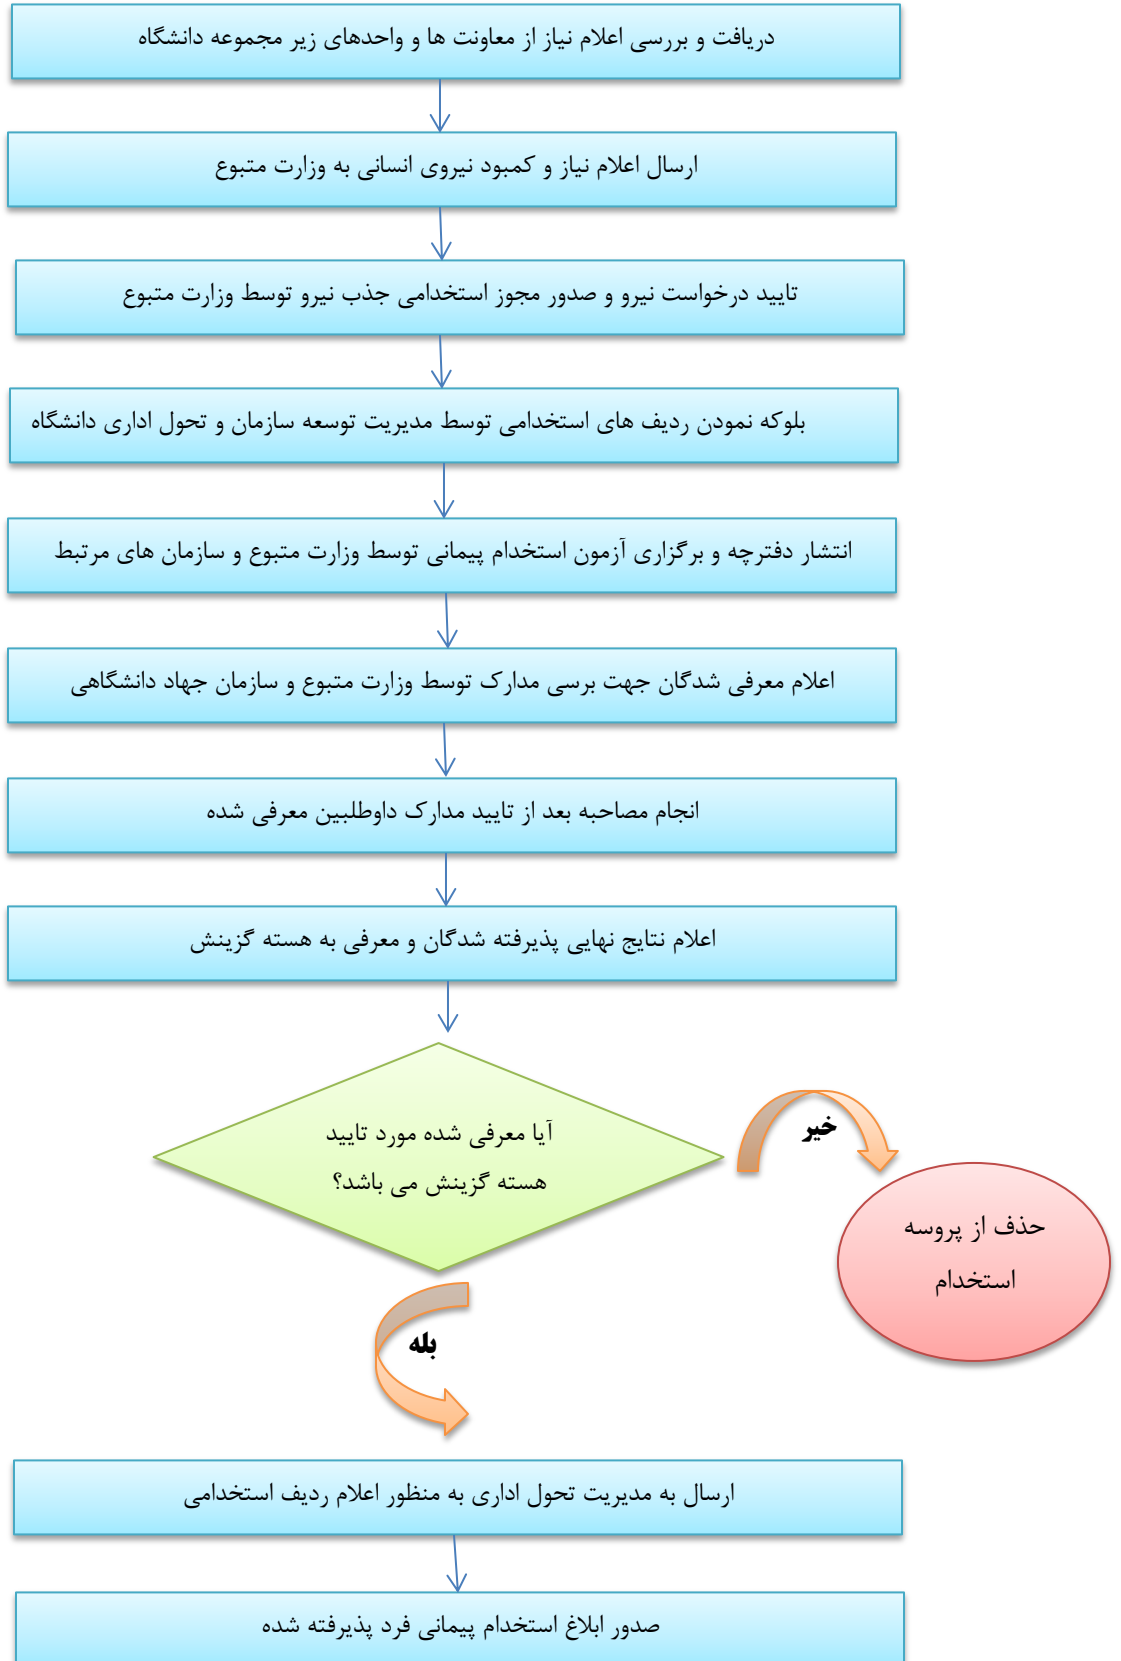 دریافت و بررسی اعلام نیاز از معاونت ها و واحدهای زیر مجموعه دانشگاه
ارسال اعلام نیاز و کمبود نیروی انسانی به وزارت متبوع
تایید درخواست نیرو و صدور مجوز استخدامی جذب نیرو توسط وزارت متبوع
بلوکه نمودن ردیف های استخدامی توسط مدیریت توسعه سازمان و تحول اداری دانشگاه
انتشار دفترچه و برگزاری آزمون استخدام پیمانی توسط وزارت متبوع و سازمان های مرتبط
اعلام معرفی شدگان جهت برسی مدارک توسط وزارت متبوع و سازمان جهاد دانشگاهی
انجام مصاحبه بعد از تایید مدارک داوطلبین معرفی شده
اعلام نتایج نهایی پذیرفته شدگان و معرفی به هسته گزینش
آیا معرفی شده مورد تایید
هسته گزینش می باشد؟
خیر
حذف از پروسه
استخدام
بله
ارسال به مدیریت تحول اداری به منظور اعلام ردیف استخدامی
صدور ابلاغ استخدام پیمانی فرد پذیرفته شده